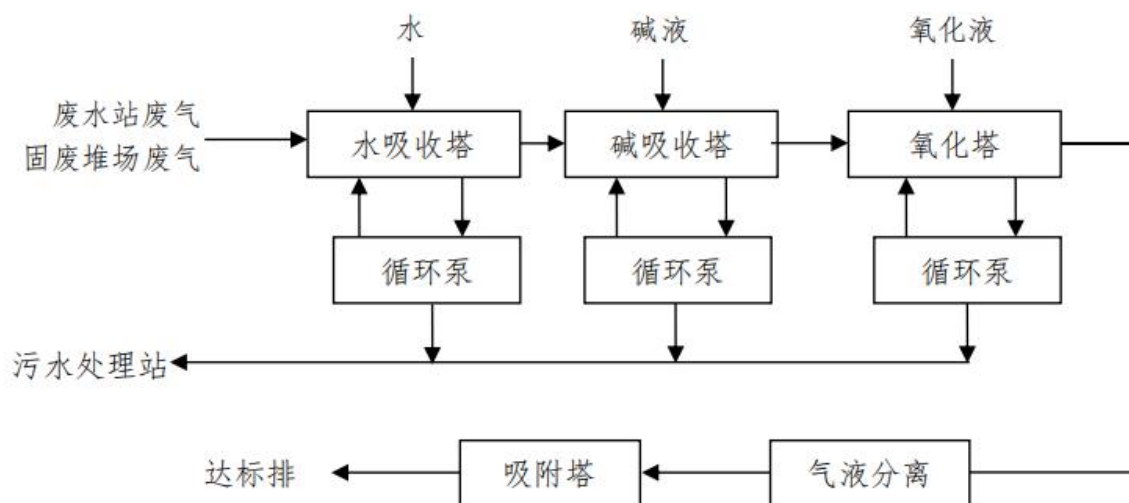 水
碱液
氧化液
废水站废气
固废堆场废气
水吸收塔
碱吸收塔
氧化塔
循环泵
循环泵
循环泵
污水处理站
达标排
吸附塔
气液分离